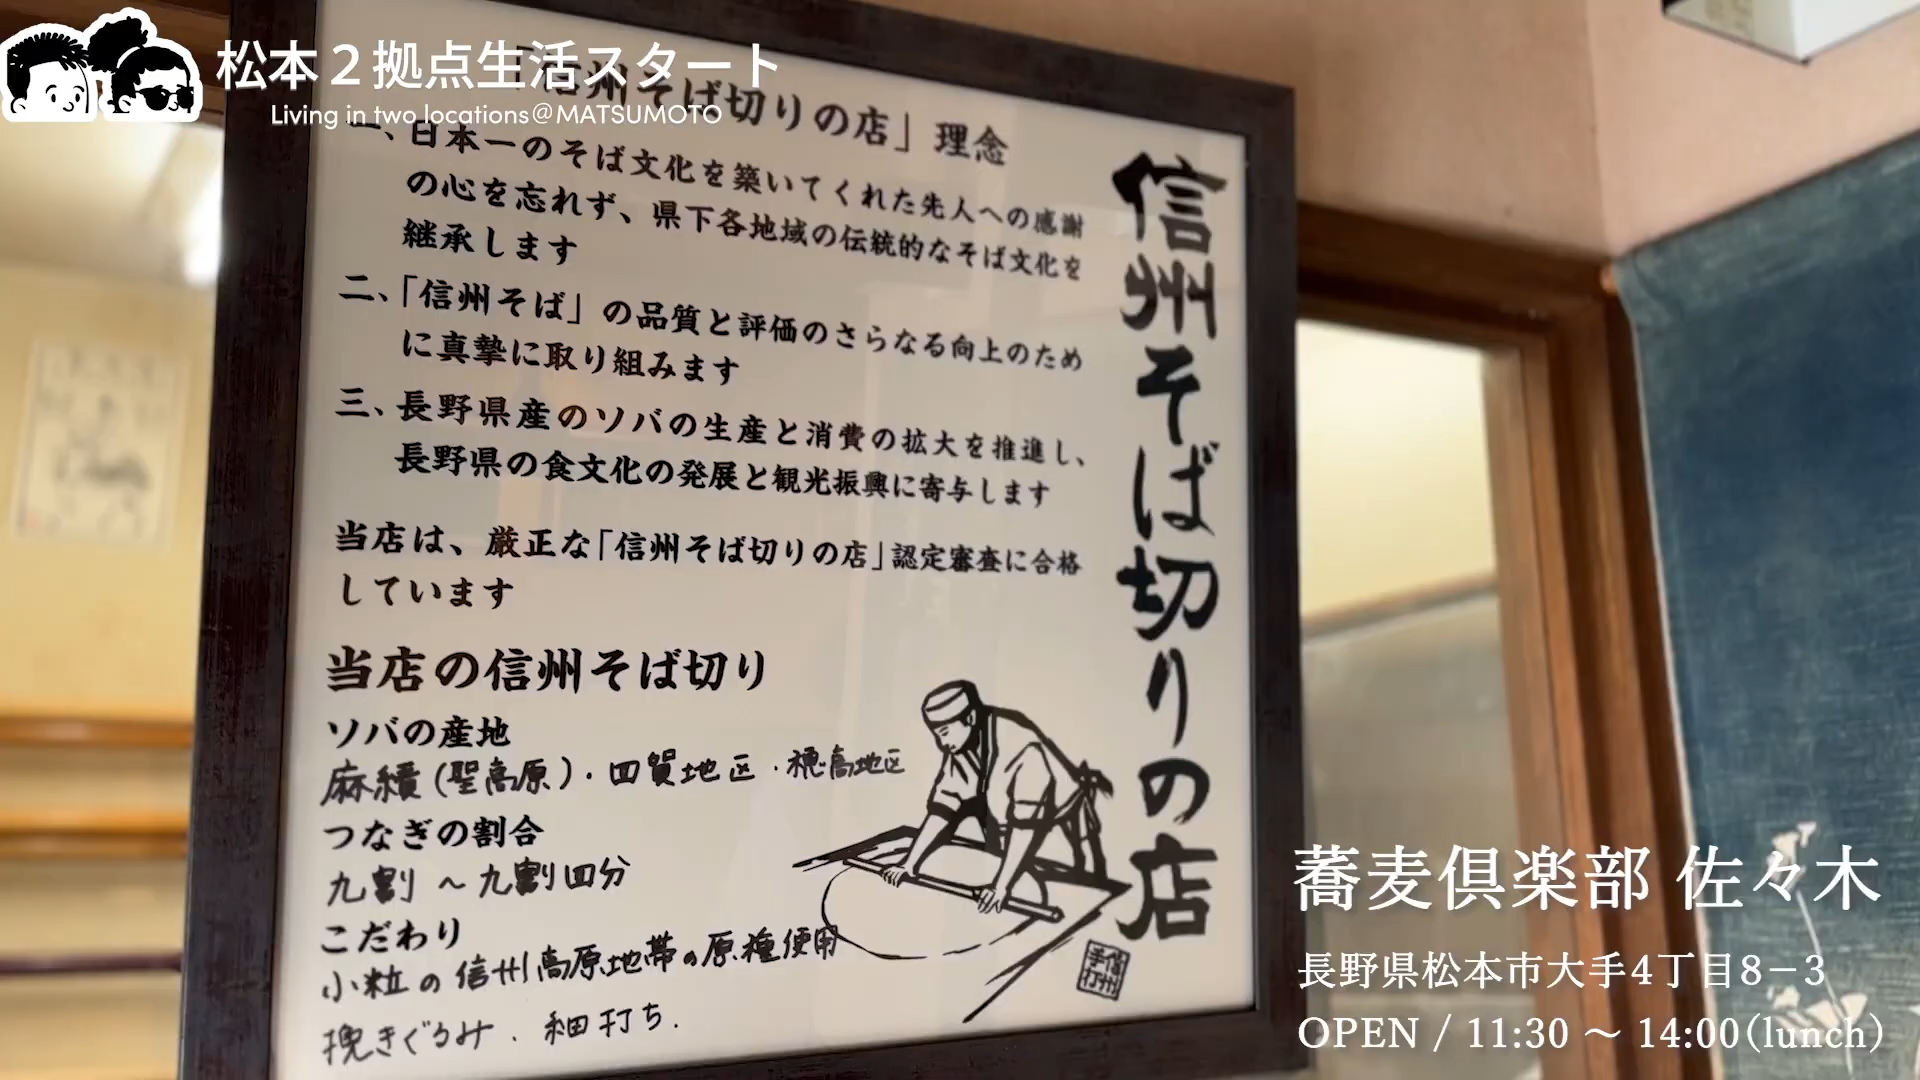 松本2拠点生活スタート
Living in two locations@MATSUMOTO
「信州そば切りの店」理念
一、日本一のそば文化を築いてくれた先人への感謝
の心を忘れず、県下各地域の伝統的なそば文化を
継承します
二、「信州そば」の品質と評価のさらなる向上のため
に真摯に取り組みます
三、長野県産のソバの生産と消費の拡大を推進し、
長野県の食文化の発展と観光振興に寄与します
当店は、厳正な「信州そば切りの店」認定審査に合格
しています
当店の信州そば切り
ソバの産地
麻績(聖高原)・四賀地区・穂高地区
つなぎの割合
九割〜九割四分
こだわり
小粒の信州高原地帯の原種使用
挽きぐるみ.細打ち.
信州そば切りの店
信州
手打
蕎麦倶楽部 佐々木
長野県松本市大手4丁目8−3
OPEN / 11:30 〜 14:00(lunch)